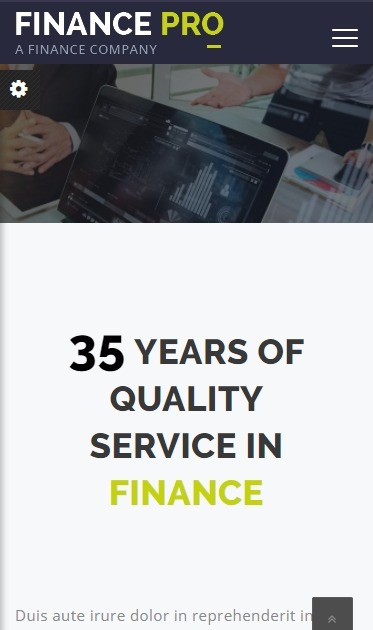 FINANCE PRO
A FINANCE COMPANY
35 YEARS OF
QUALITY
SERVICE IN
FINANCE
Duis aute irure dolor in reprehenderit in